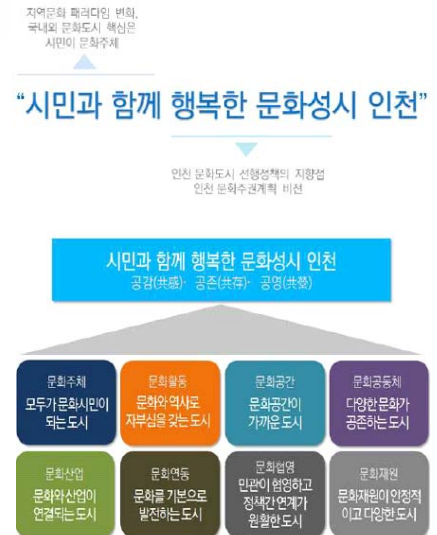 지역문화 패러다임 변화,
국내외 문화도시 핵심은
시민이 문화주체
“시민과 함께 행복한 문화성시 인천”
인천 문화도시 선행정책의 지향점
인천 문화주권계획 비전
시민과 함께 행복한 문화성시 인천
공감(共感)· 공존(共存)· 공영(共榮)
문화주체
모두가 문화시민이
되는 도시
문화활동
문화와 역사로
자부심을 갖는 도시
문화공간
문화공간이
가까운 도시
문화공동체
다양한 문화가
공존하는 도시
문화산업
문화와 산업이
연결되는 도시
문화연동
문화를 기본으로
발전하는 도시
문화협영
민관이 협영하고
정책간 연계가
원활한 도시
문화재원
문화재원이 안정적
이고 다양한 도시